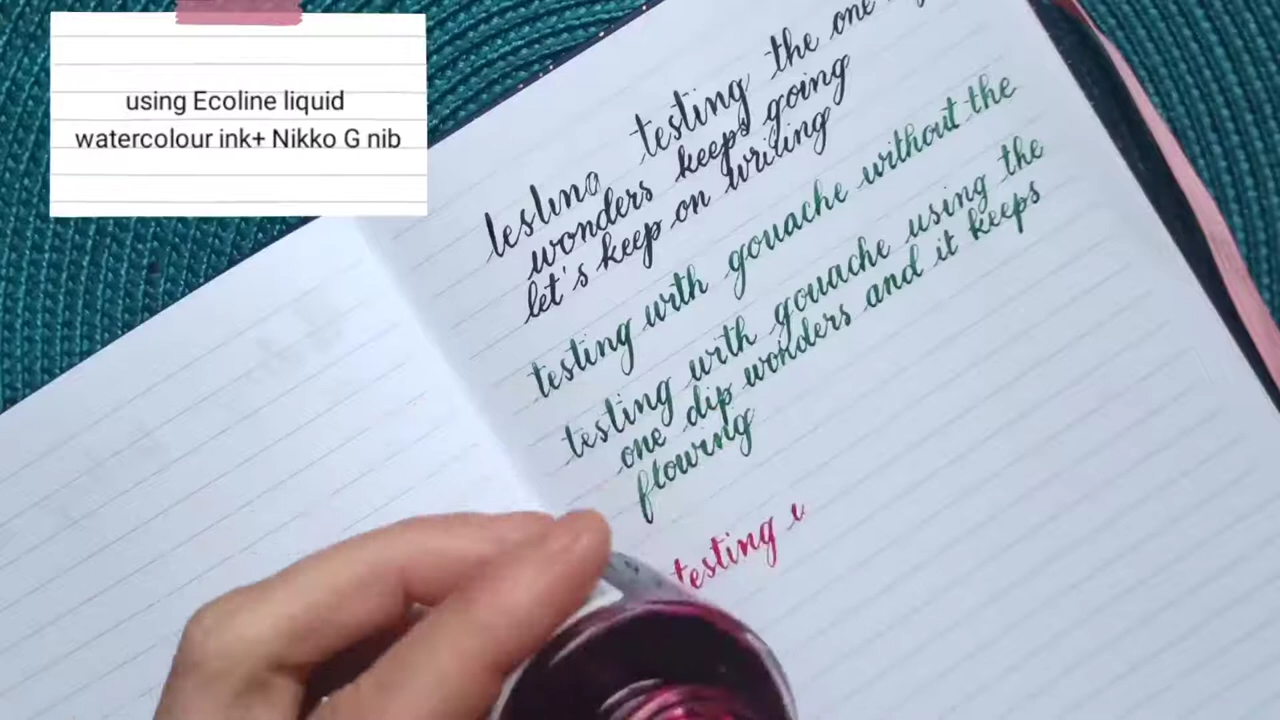 using Ecoline liquid
watercolour ink+ Nikko G nib
testing testing the one
wonders keeps going
let's keep on writing
testing with gouache without the
testing with gouache using the
one dip wonders and it keeps
flowing
testing